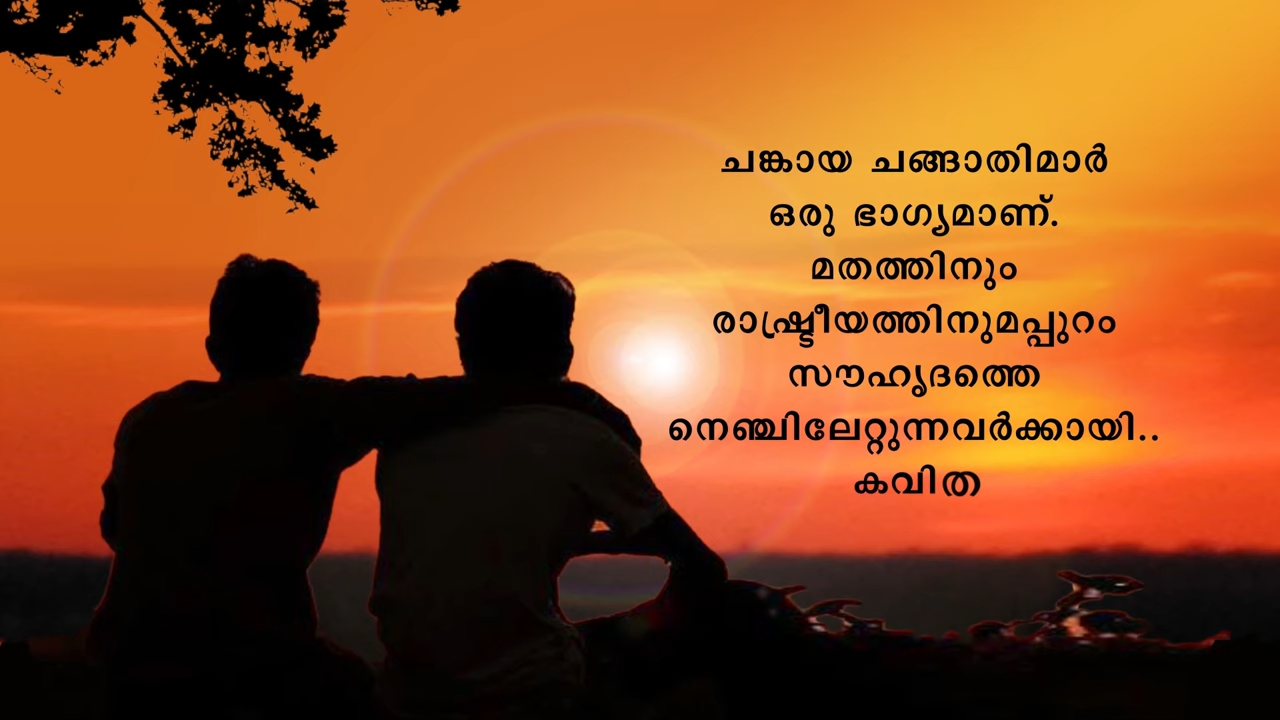 ചങ്കായ ചങ്ങാതിമാർ
ഒരു ഭാഗ്യമാണ്.
മതത്തിനും
രാഷ്ട്രീയത്തിനുമപ്പുറം
സൗഹൃദത്തെ
നെഞ്ചിലേറ്റുന്നവർക്കായി..
കവിത